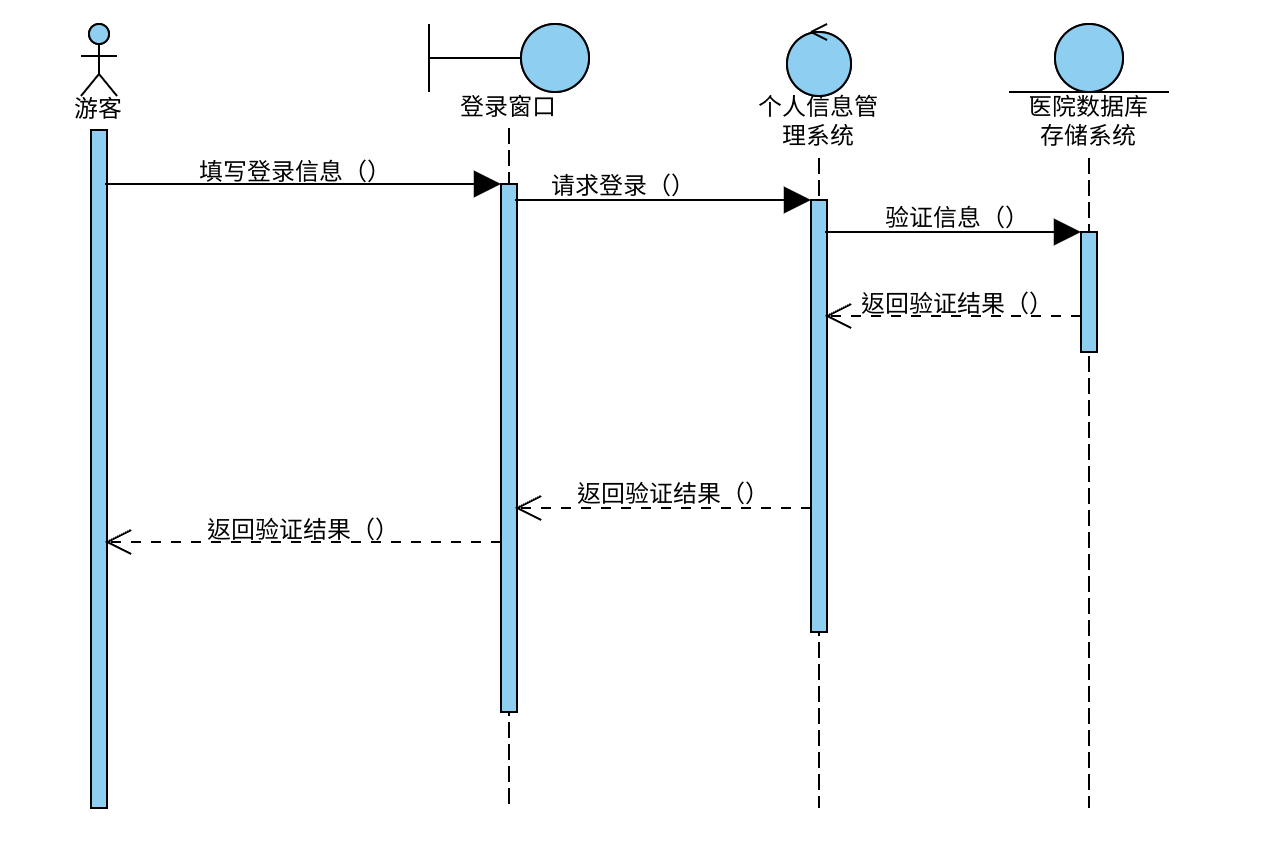 游客
登录窗口
个人信息管
理系统
医院数据库
存储系统
填写登录信息（）
请求登录（）
验证信息（）
返回验证结果（）
返回验证结果（）
返回验证结果（）